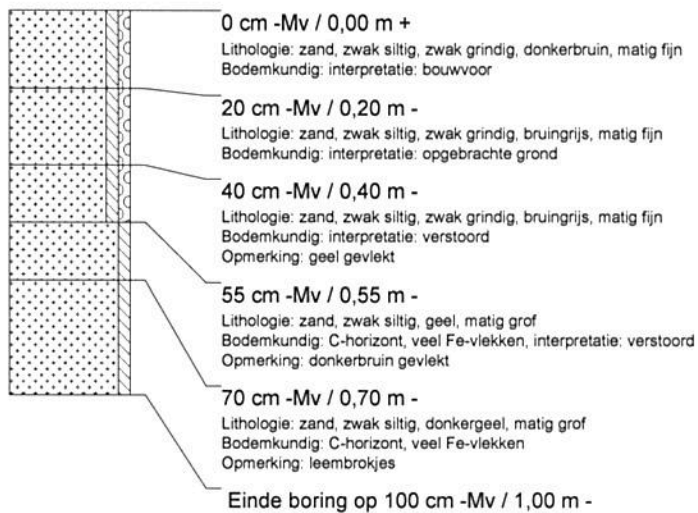 0 cm -Mv / 0,00 m +
Lithologie: zand, zwak siltig, zwak grindig, donkerbruin, matig fijn
Bodemkundig: interpretatie: bouwvoor
20 cm -Mv / 0,20 m -
Lithologie: zand, zwak siltig, zwak grindig, bruingrijs, matig fijn
Bodemkundig: interpretatie: opgebrachte grond
40 cm -Mv / 0,40 m -
Lithologie: zand, zwak siltig, zwak grindig, bruingrijs, matig fijn
Bodemkundig: interpretatie: verstoord
Opmerking: geel gevlekt
55 cm -Mv / 0,55 m -
Lithologie: zand, zwak siltig, geel, matig grof
Bodemkundig: C-horizont, veel Fe-vlekken, interpretatie: verstoord
Opmerking: donkerbruin gevlekt
70 cm -Mv / 0,70 m -
Lithologie: zand, zwak siltig, donkergeel, matig grof
Bodemkundig: C-horizont, veel Fe-vlekken
Opmerking: leembrokjes
Einde boring op 100 cm -Mv / 1,00 m -